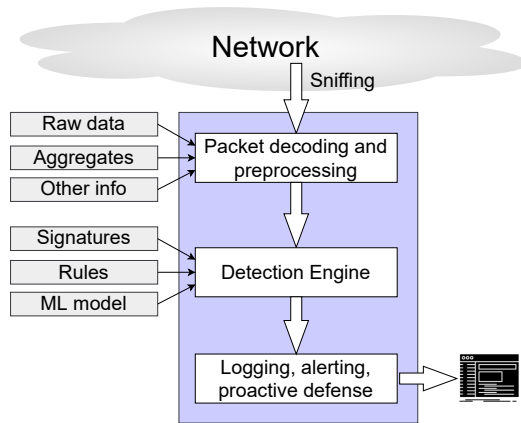 Network
Sniffing
Raw data
Aggregates
Other info
Packet decoding and
preprocessing
Signatures
Rules
ML model
Detection Engine
Logging, alerting,
proactive defense